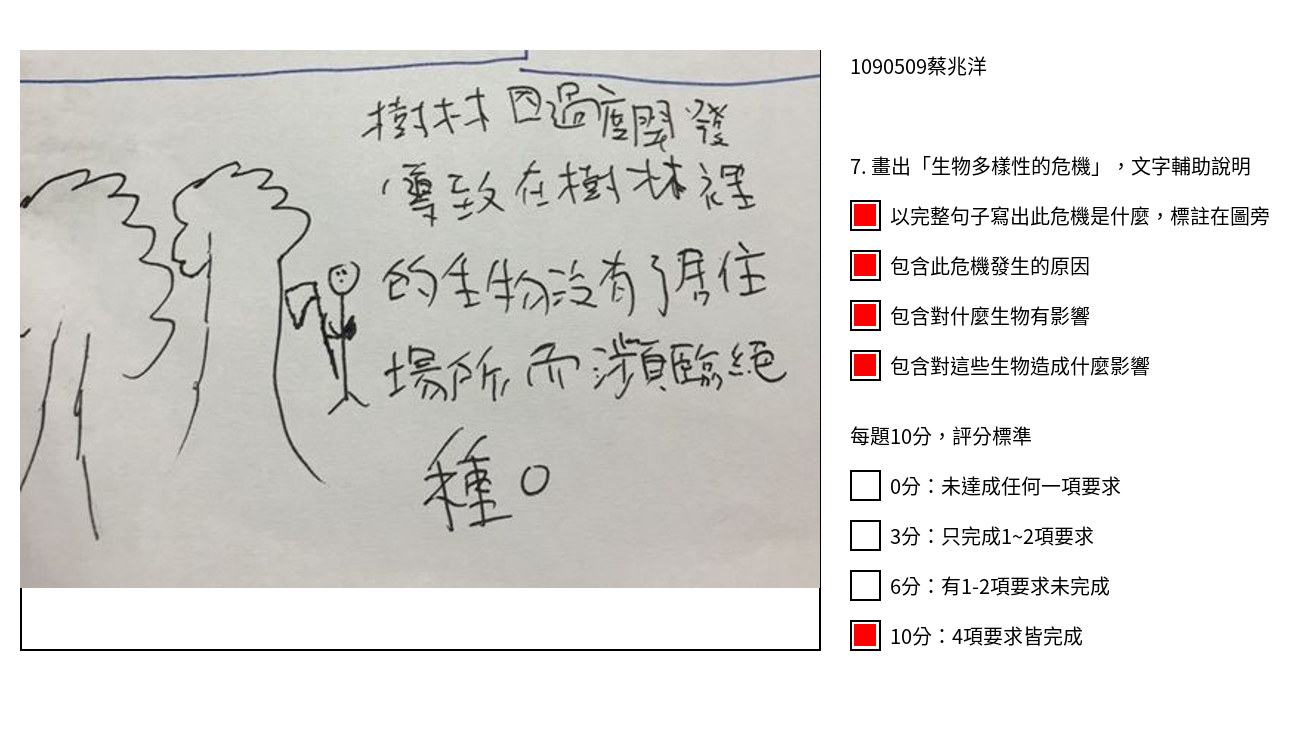 樹林因過度開發
導致在樹林裡
的生物沒有了居住
場所而瀕臨絕
種。
1090509蔡兆洋
7. 畫出「生物多樣性的危機」，文字輔助說明
以完整句子寫出此危機是什麼，標註在圖旁
包含此危機發生的原因
包含對什麼生物有影響
包含對這些生物造成什麼影響
每題10分，評分標準
0分：未達成任何一項要求
3分：只完成1~2項要求
6分：有1-2項要求未完成
10分：4項要求皆完成